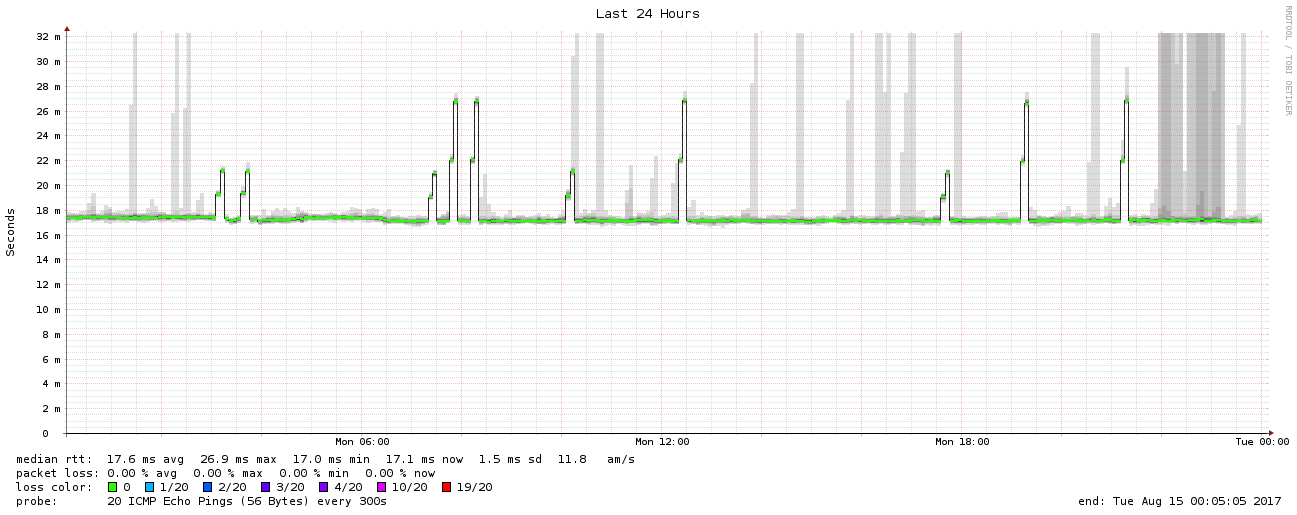 Last 24 Hours
RRDTOOL / TOBI OETIKER
Seconds
32 m
30 m
28 m
26 m
24 m
22 m
20 m
18 m
16 m
14 m
12 m
10 m
8 m
6 m
4 m
2 m
0
Mon 06:00 Mon 12:00 Mon 18:00 Tue 00:00
median rtt: 17.6 ms avg 26.9 ms max 17.0 ms min 17.1 ms now 1.5 ms sd 11.8 am/s
packet loss: 0.00 % avg 0.00 % max 0.00 % min 0.00 % now
loss color: 0 1/20 2/20 3/20 4/20 10/20 19/20
probe: 20 ICMP Echo Pings (56 Bytes) every 300s end: Tue Aug 15 00:05:05 2017